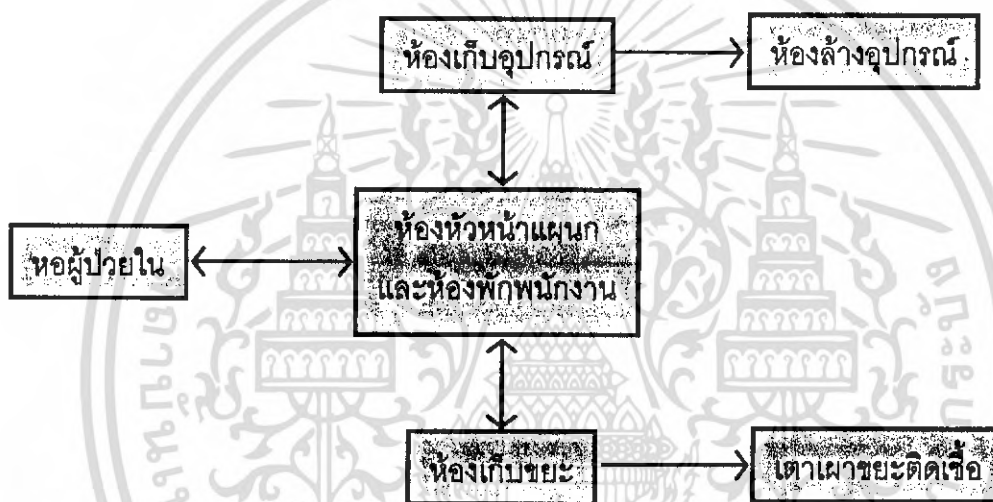 ห้องเก็บอุปกรณ์
ห้องล้างอุปกรณ์
ห้องหัวหน้าแผนก
และห้องพักพนักงาน
หอผู้ป่วยใน
ห้องเก็บขยะ
เตาเผาขยะติดเชื้อ